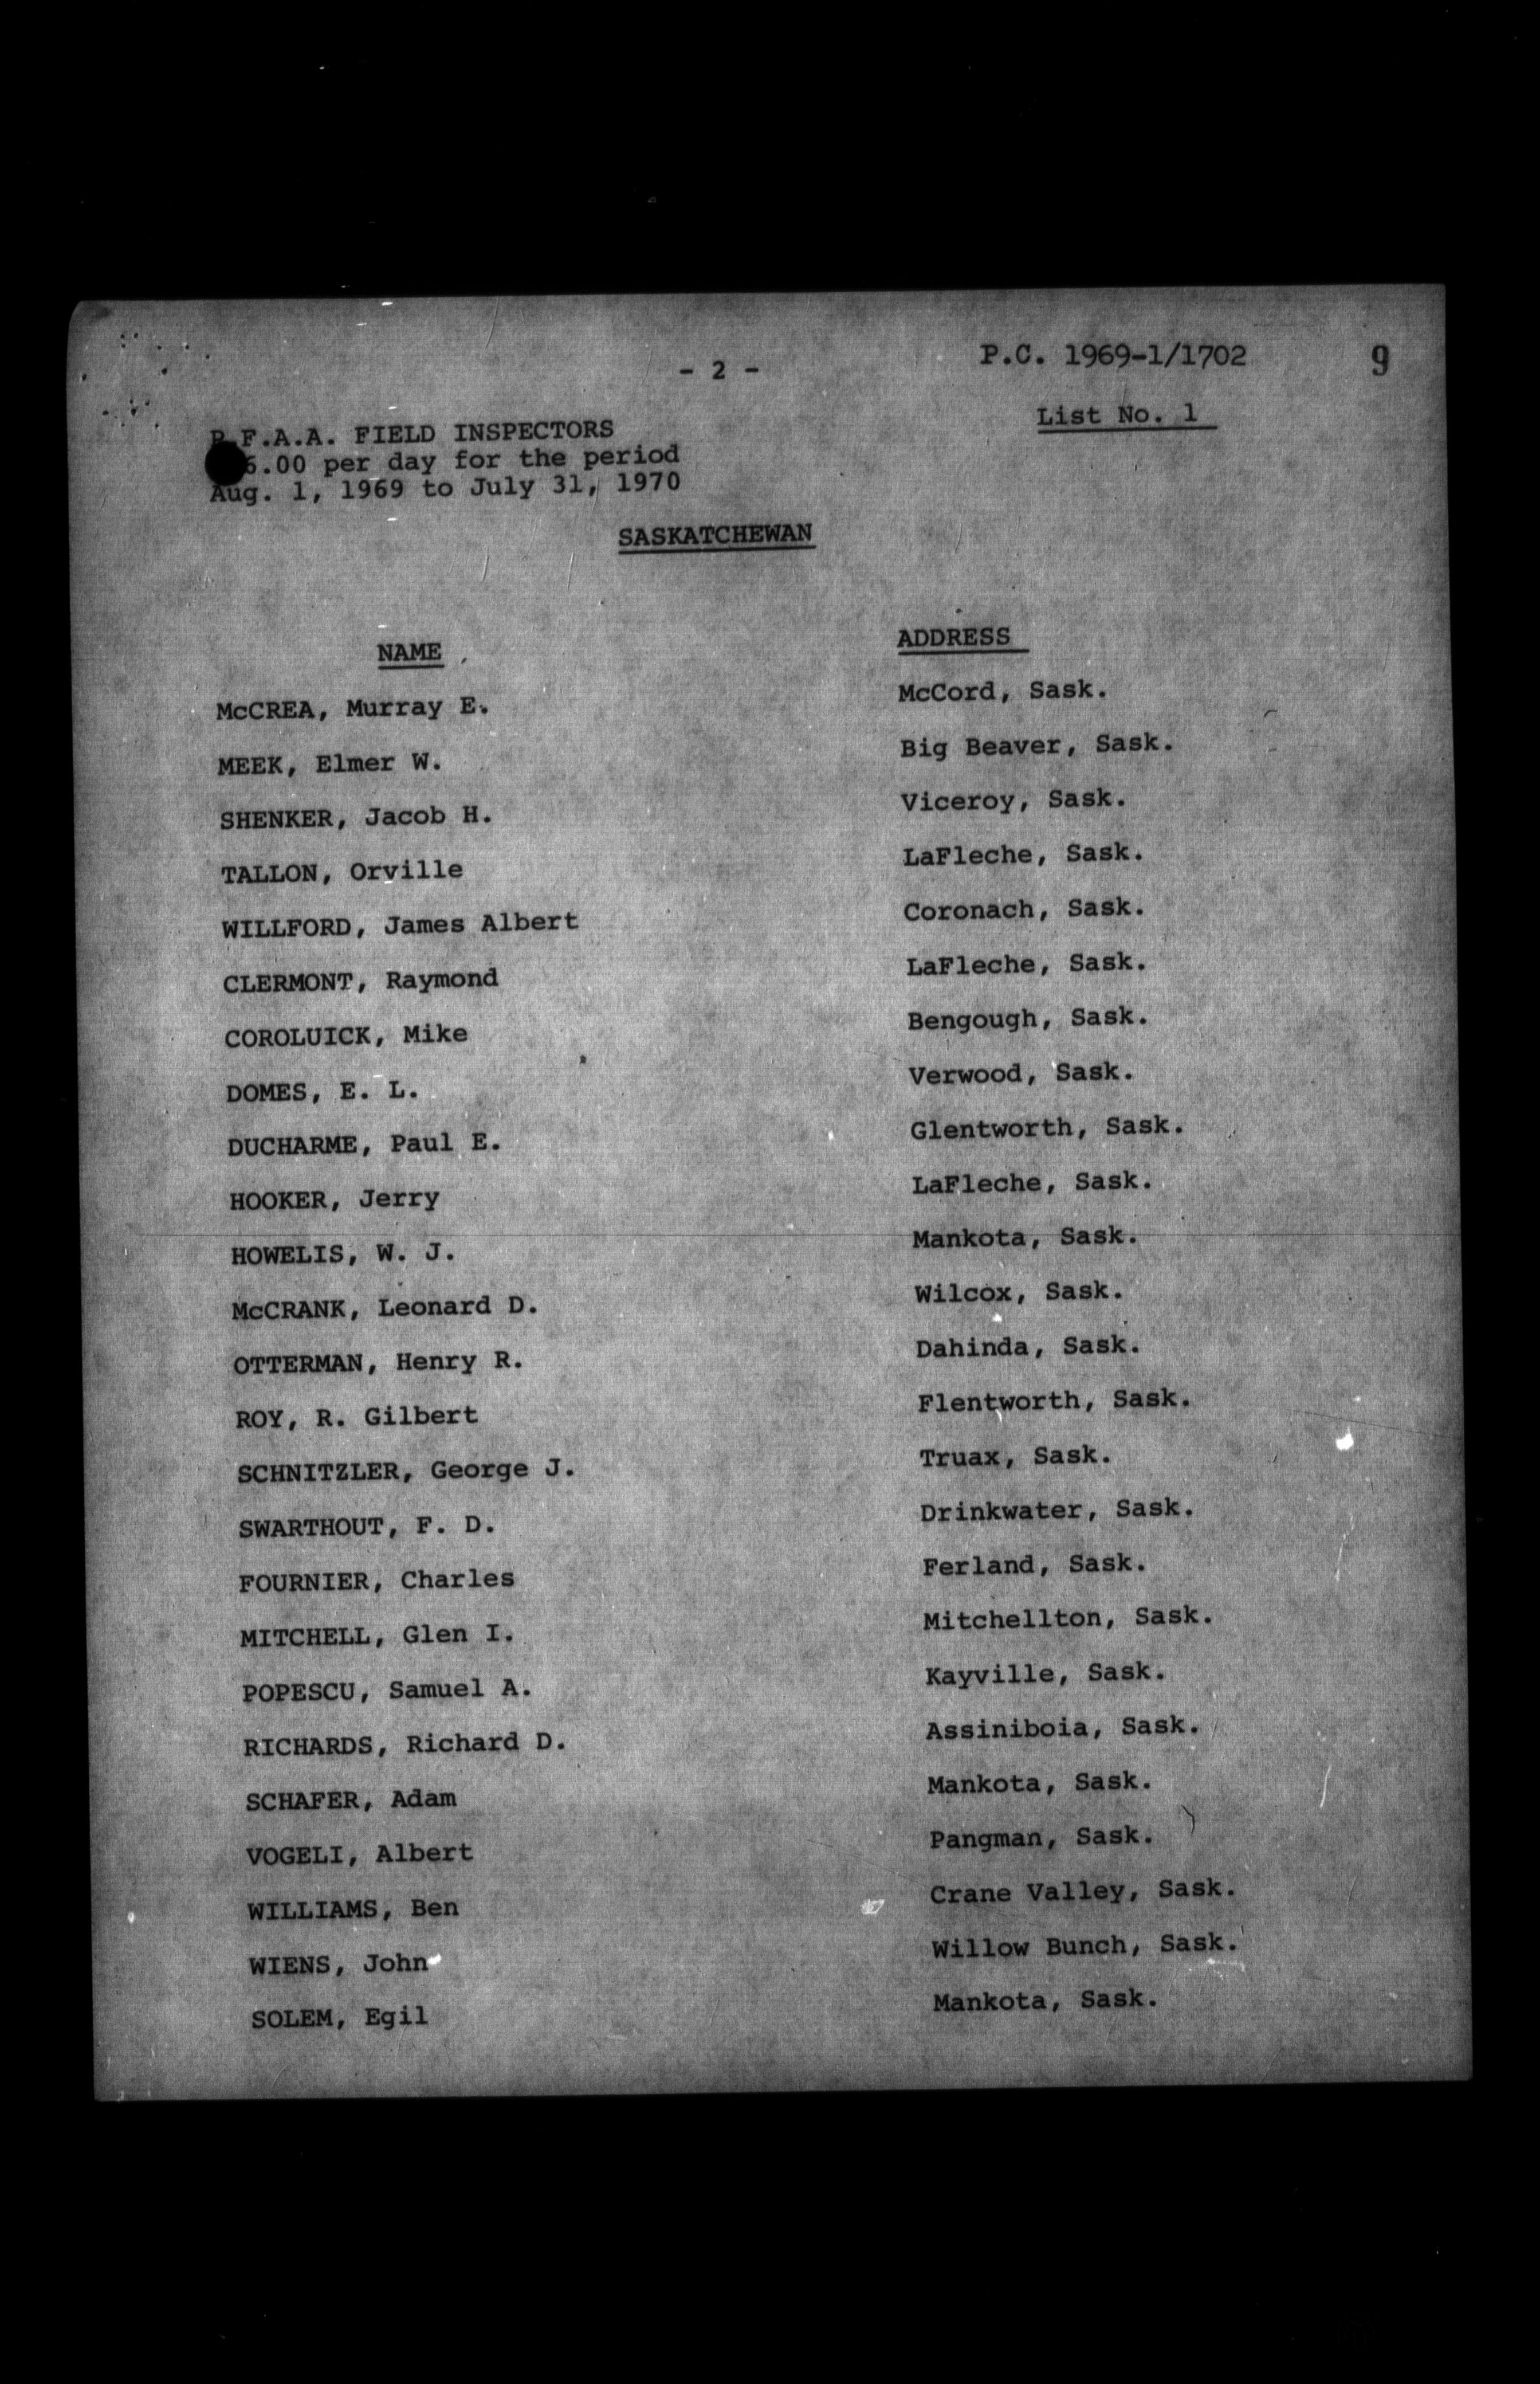 - 2 -
P.C. 1969-1/1702
9
List No. 1
P.F.A.A. FIELD INSPECTORS
6.00 per day for the period
Aug. 1, 1969 to July 31, 1970
SASKATCHEWAN
NAME ADDRESS
McCREA, Murray E. McCord, Sask.
MEEK, Elmer W. Big Beaver, Sask.
SHENKER, Jacob H. Viceroy, Sask.
TALLON, Orville LaFleche, Sask.
WILLFORD, James Albert Coronach, Sask.
CLERMONT, Raymond LaFleche, Sask.
COROLUICK, Mike Bengough, Sask.
DOMES, E. L. Verwood, Sask.
DUCHARME, Paul E. Glentworth, Sask.
HOOKER, Jerry LaFleche, Sask.
HOWELIS, W. J. Mankota, Sask.
McCRANK, Leonard D. Wilcox, Sask.
OTTERMAN, Henry R. Dahinda, Sask.
ROY, R. Gilbert Flentworth, Sask.
SCHNITZLER, George J. Truax, Sask.
SWARTHOUT, F. D. Drinkwater, Sask.
FOURNIER, Charles Ferland, Sask.
MITCHELL, Glen I. Mitchellton, Sask.
POPESCU, Samuel A. Kayville, Sask.
RICHARDS, Richard D. Assiniboia, Sask.
SCHAFER, Adam Mankota, Sask.
VOGELI, Albert Pangman, Sask.
WILLIAMS, Ben Crane Valley, Sask.
WIENS, John Willow Bunch, Sask.
SOLEM, Egil Mankota, Sask.